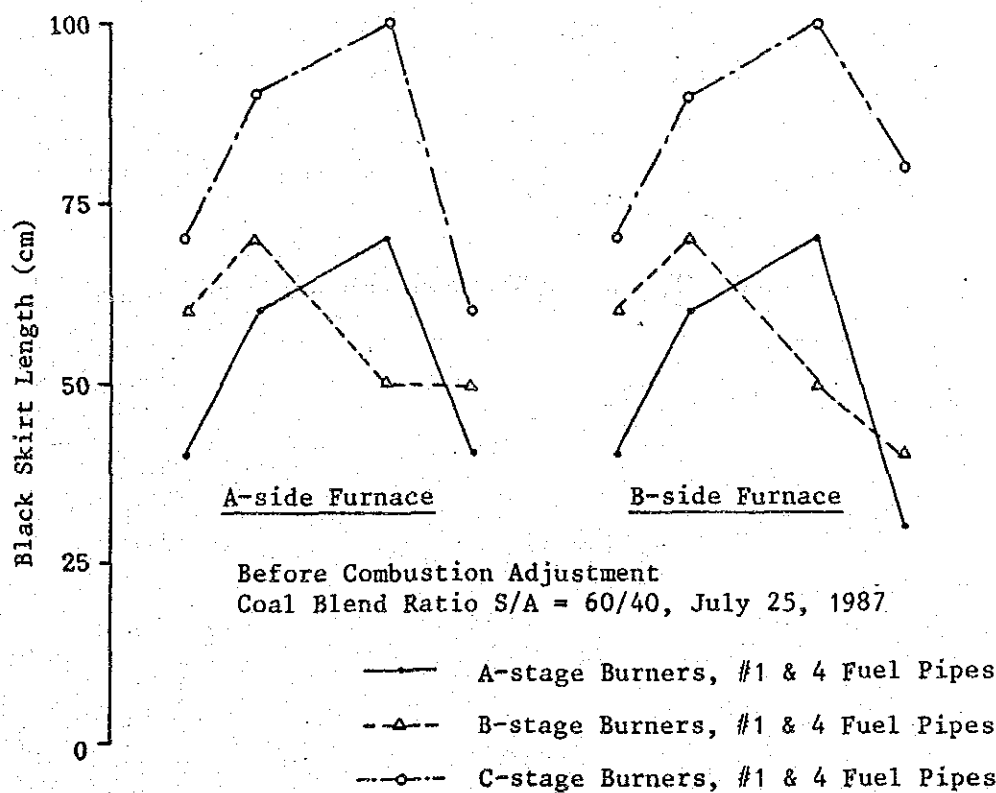 100
75
50
25
0
Black Skirt Length (cm)
A-side Furnace
B-side Furnace
Before Combustion Adjustment
Coal Blend Ratio S/A = 60/40, July 25, 1987
A-stage Burners, #1 & 4 Fuel Pipes
B-stage Burners, #1 & 4 Fuel Pipes
C-stage Burners, #1 & 4 Fuel Pipes